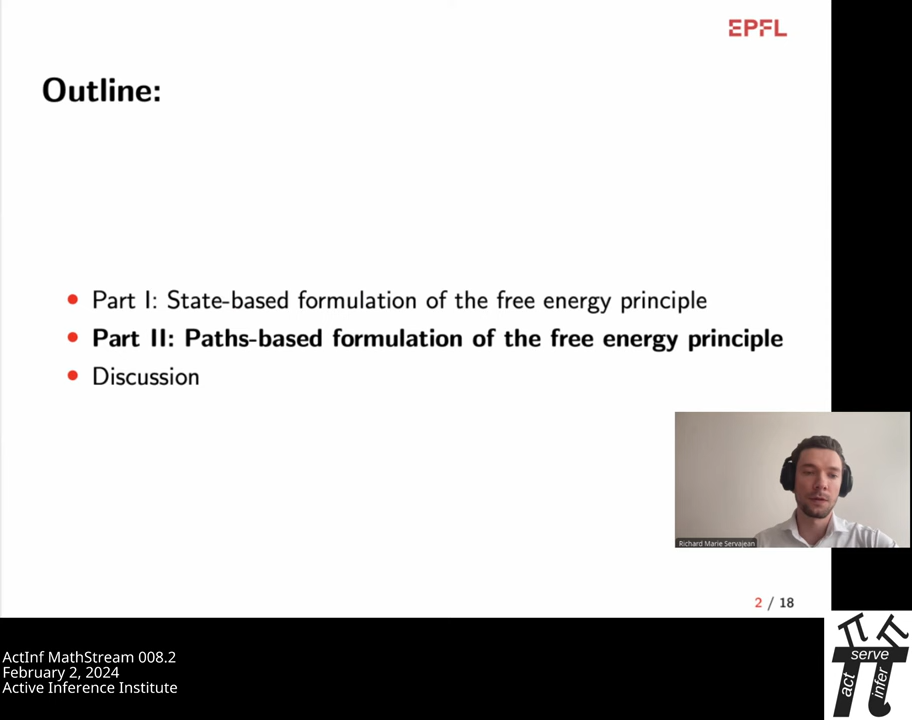 EPFL
Outline:
Part I: State-based formulation of the free energy principle
Part II: Paths-based formulation of the free energy principle
Discussion
Richard Marie Servajean
2 / 18
ActInf MathStream 008.2
February 2, 2024
Active Inference Institute
serve
act
infer